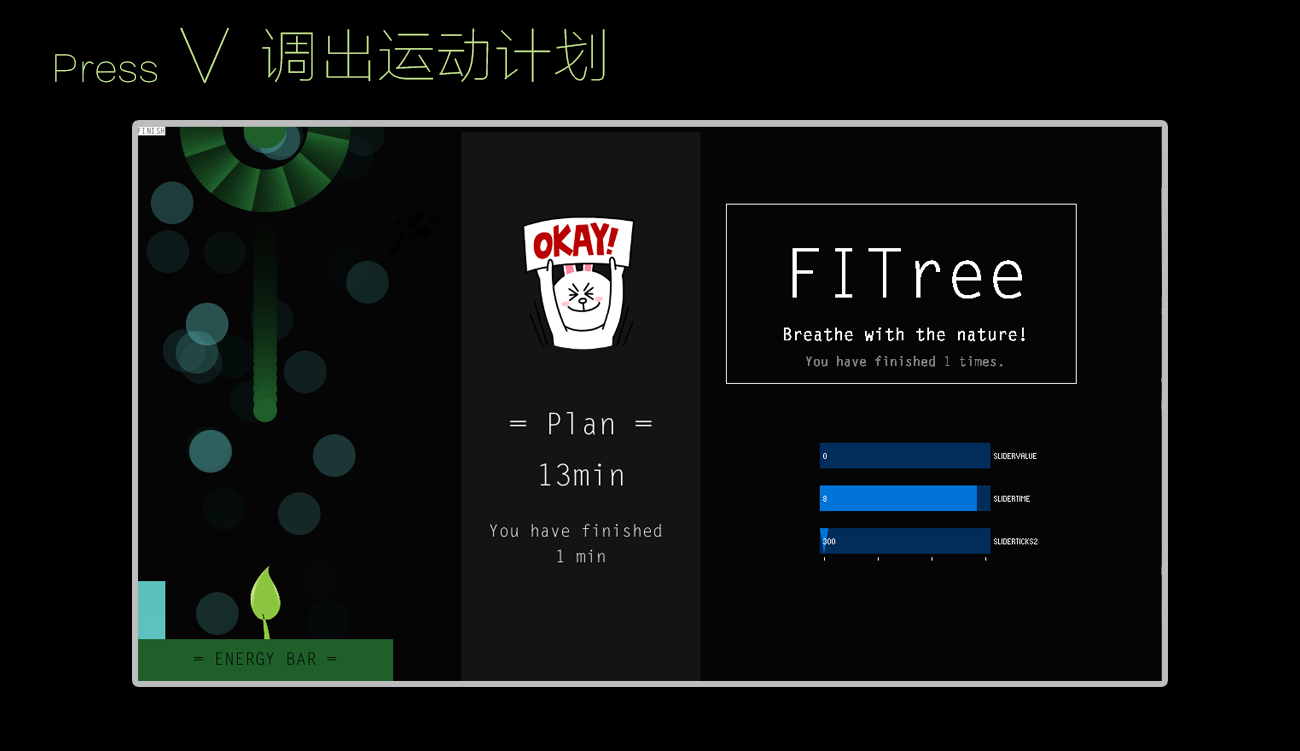 Press V 调出运动计划
FINISH
OKAY!
= Plan =
13min
You have finished
1 min
FITree
Breathe with the nature!
You have finished 1 times.
0 SLIDERVALUE
8 SLIDERTIME
300 SLIDERTICKS2
= ENERGY BAR =